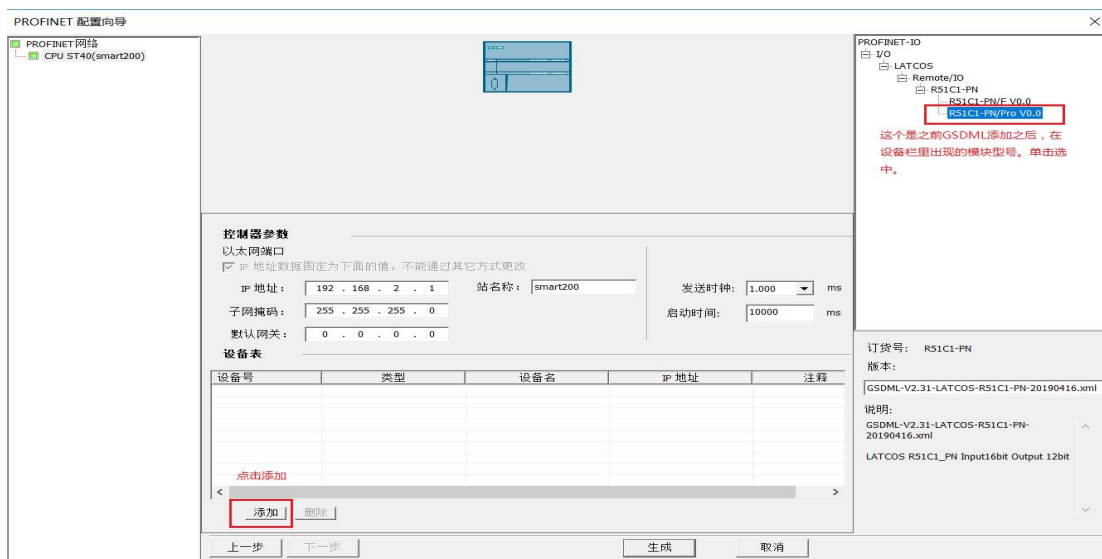 PROFINET 配置向导
PROFINET网络
CPU ST40(smart200)
PROFINET-IO
I/O
LATCOS
Remote/IO
R51C1-PN
R51C1-PN/F V0.0
R51C1-PN/Pro V0.0
这个是之前GSDML添加之后，在
设备栏里出现的模块型号。单击选
中。
控制器参数
以太网端口
IP 地址数据固定为下面的值，不能通过其它方式更改
IP 地址： 192 . 168 . 2 . 1 站名称： smart200 发送时钟: 1.000 ms
子网掩码： 255 . 255 . 255 . 0 启动时间: 10000 ms
默认网关： 0 . 0 . 0 . 0
设备表
设备号 类型 设备名 IP 地址 注释
点击添加
添加 删除
上一步 下一步 生成 取消
订货号: R51C1-PN
版本:
GSDML-V2.31-LATCOS-R51C1-PN-20190416.xml
说明:
GSDML-V2.31-LATCOS-R51C1-PN-
20190416.xml
LATCOS R51C1_PN Input16bit Output 12bit